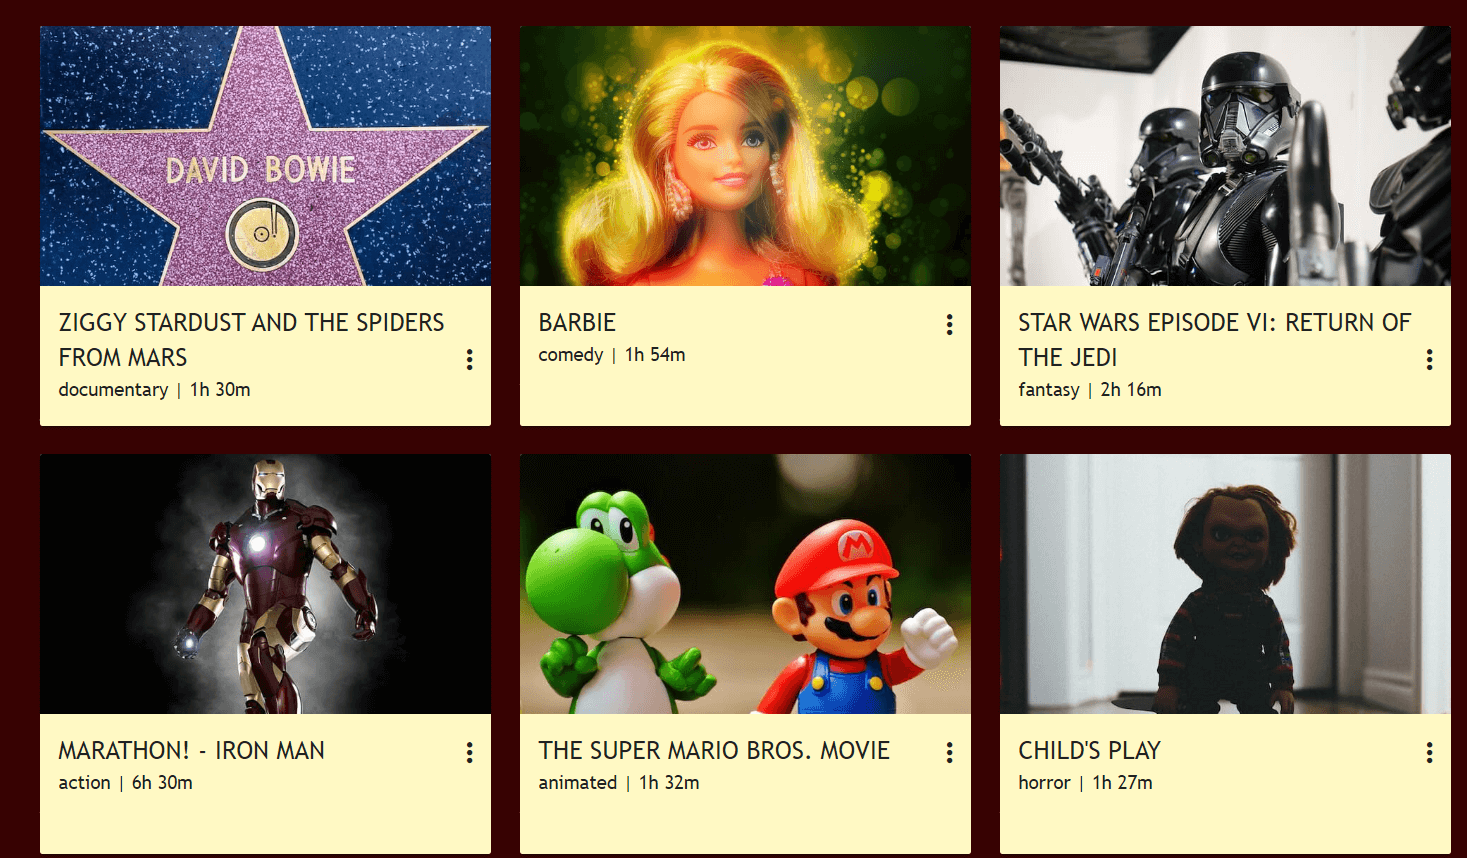 DAVID BOWIE
ZIGGY STARDUST AND THE SPIDERS
FROM MARS
documentary | 1h 30m
BARBIE
comedy | 1h 54m
STAR WARS EPISODE VI: RETURN OF
THE JEDI
fantasy | 2h 16m
MARATHON! - IRON MAN
action | 6h 30m
M
THE SUPER MARIO BROS. MOVIE
animated | 1h 32m
CHILD'S PLAY
horror | 1h 27m